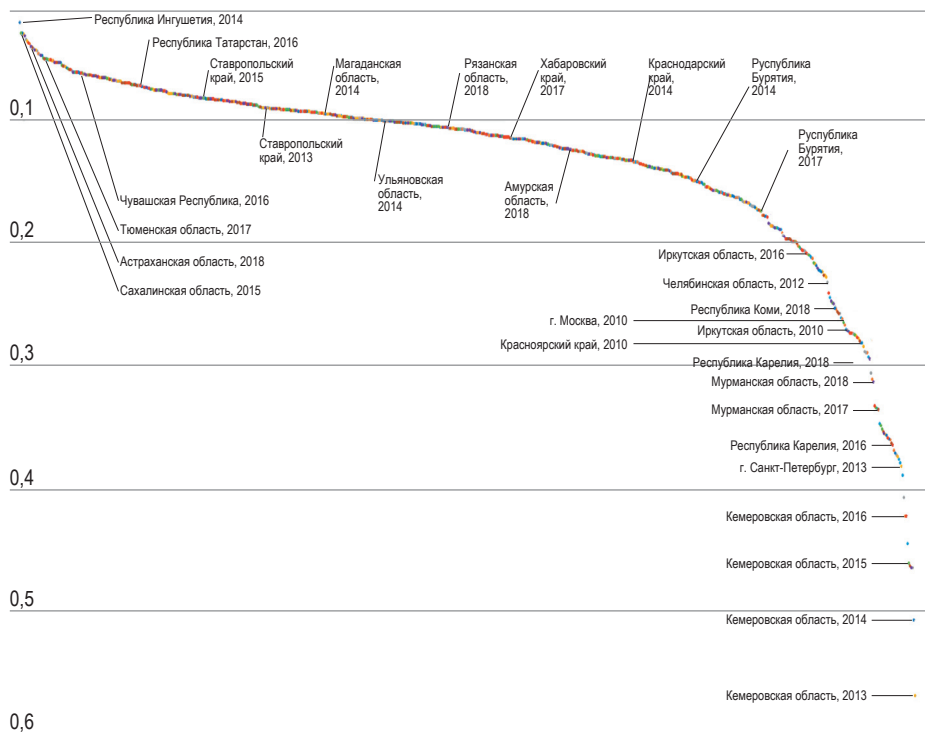 Республика Ингушетия, 2014
Республика Татарстан, 2016
Ставропольский
край, 2015
Магаданская
область,
2014
Рязанская
область,
2018
Хабаровский
край,
2017
Краснодарский
край,
2014
Руспублика
Бурятия,
2014
0,1
Ставропольский
край, 2013
Руспублика
Бурятия,
2017
Ульяновская
область,
2014
Амурская
область,
2018
Чувашская Республика, 2016
0,2
Тюменская область, 2017
Иркутская область, 2016
Астраханская область, 2018
Челябинская область, 2012
Сахалинская область, 2015
Республика Коми, 2018
г. Москва, 2010
Иркутская область, 2010
Красноярский край, 2010
0,3
Республика Карелия, 2018
Мурманская область, 2018
Мурманская область, 2017
Республика Карелия, 2016
г. Санкт-Петербург, 2013
0,4
Кемеровская область, 2016
Кемеровская область, 2015
0,5
Кемеровская область, 2014
Кемеровская область, 2013
0,6